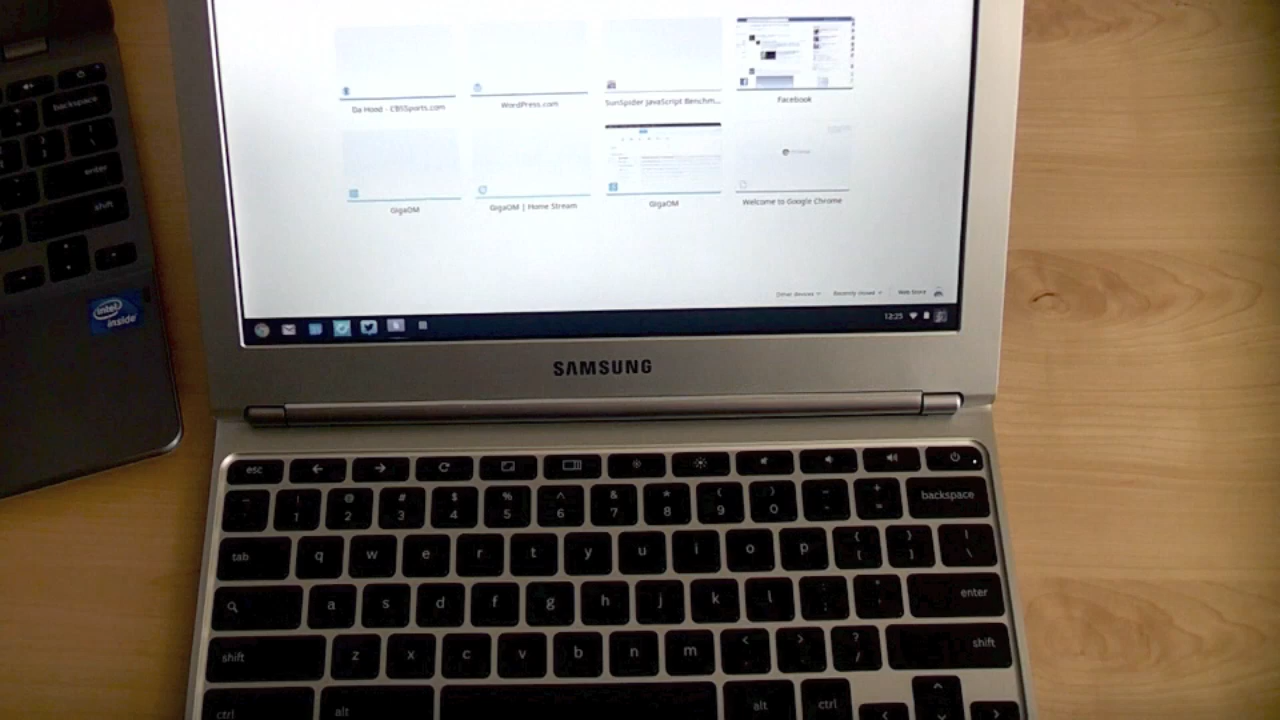 Da Hood - CBSSports.com
WordPress.com
SunSpider JavaScript Benchm...
Facebook
GigaOM
GigaOM | Home Stream
GigaOM
Welcome to Google Chrome
Other devices
Recently closed
Web Store
12:25
SAMSUNG
backspace
enter
shift
intel
inside
esc
! @ # $ % ^ & * ( ) - +
1 2 3 4 5 6 7 8 9 0 - = backspace
tab q w e r t y u i o p { [ } ] | \
a s d f g h j k l ; enter
shift z x c v b n m < > ? / shift
ctrl alt alt ctrl